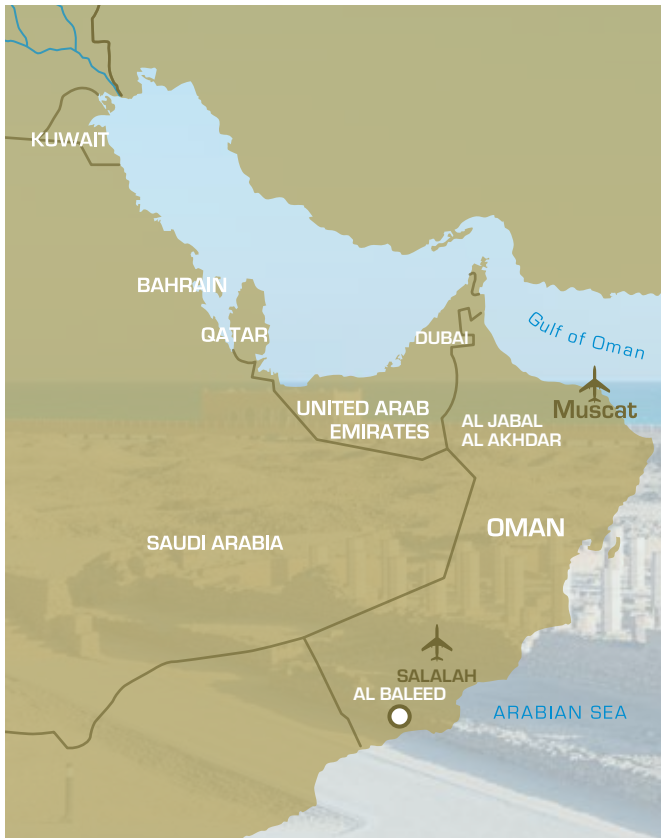 KUWAIT
BAHRAIN
QATAR
DUBAI
Gulf of Oman
Muscat
UNITED ARAB
EMIRATES
AL JABAL
AL AKHDAR
OMAN
SAUDI ARABIA
SALALAH
AL BALEED
ARABIAN SEA